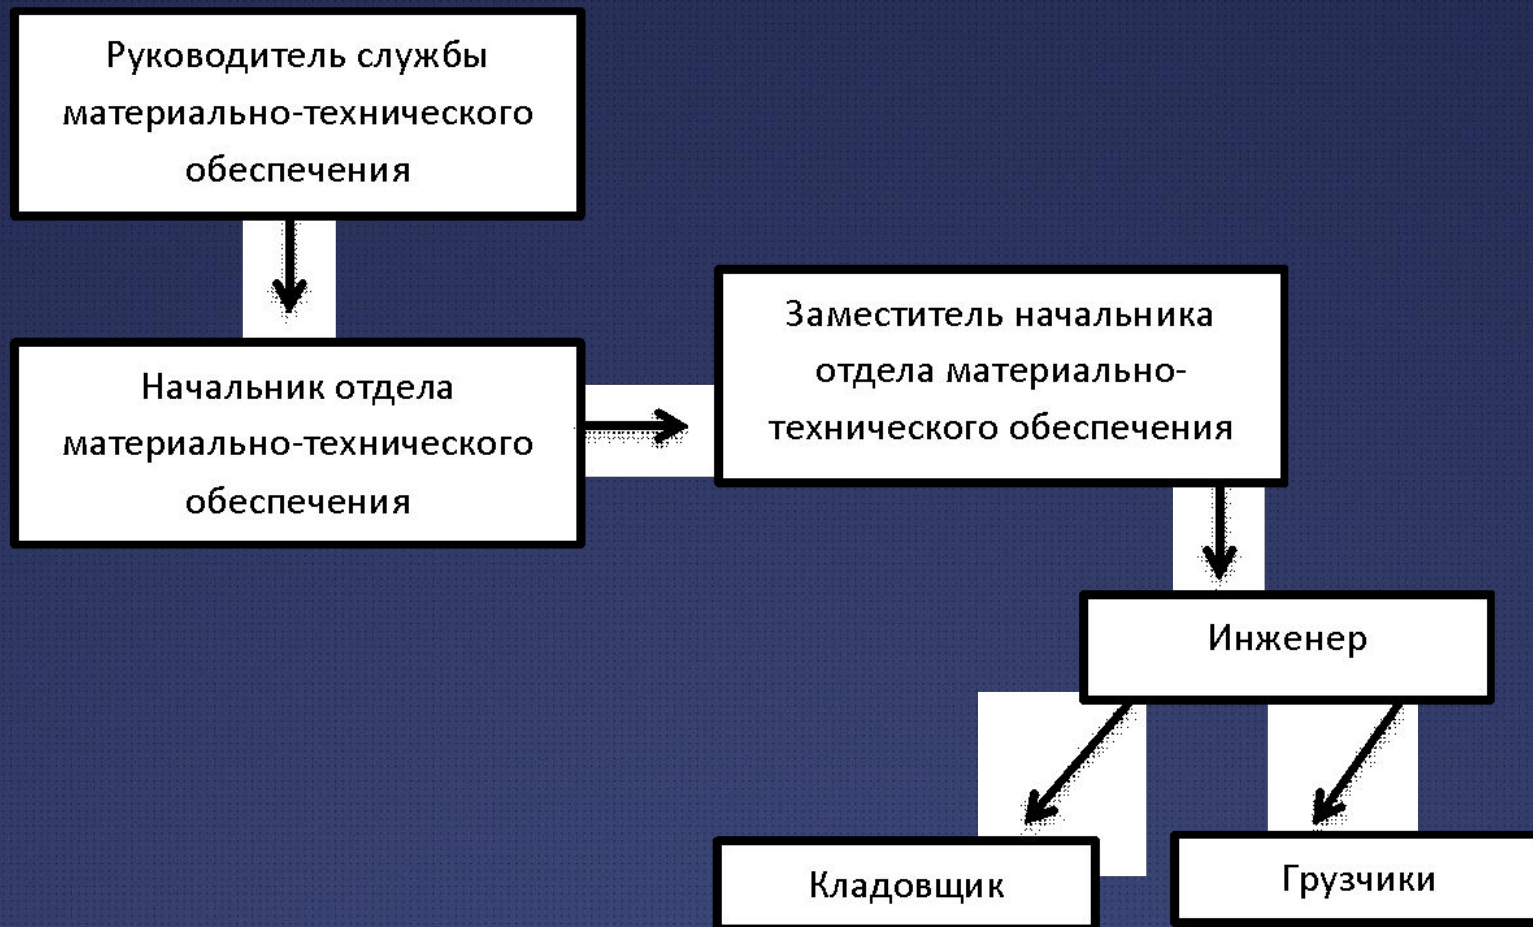 Руководитель службы
материально-технического
обеспечения
Начальник отдела
материально-технического
обеспечения
Заместитель начальника
отдела материально-
технического обеспечения
Инженер
Кладовщик
Грузчики